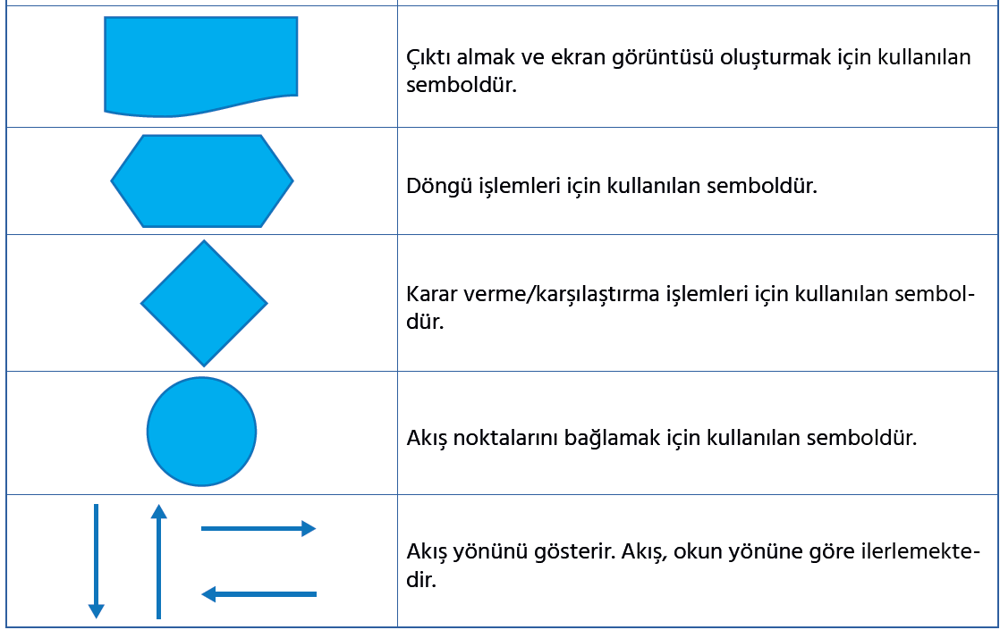 Çıktı almak ve ekran görüntüsü oluşturmak için kullanılan
semboldür.
Döngü işlemleri için kullanılan semboldür.
Karar verme/karşılaştırma işlemleri için kullanılan sembol-
dür.
Akış noktalarını bağlamak için kullanılan semboldür.
Akış yönünü gösterir. Akış, okun yönüne göre ilerlemekte-
dir.